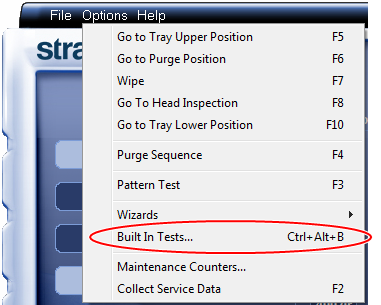 File Options Help
stra
Go to Tray Upper Position F5
Go to Purge Position F6
Wipe F7
Go To Head Inspection F8
Go to Tray Lower Position F10
Purge Sequence F4
Pattern Test F3
Wizards
Built In Tests... Ctrl+Alt+B
Maintenance Counters...
Collect Service Data F2